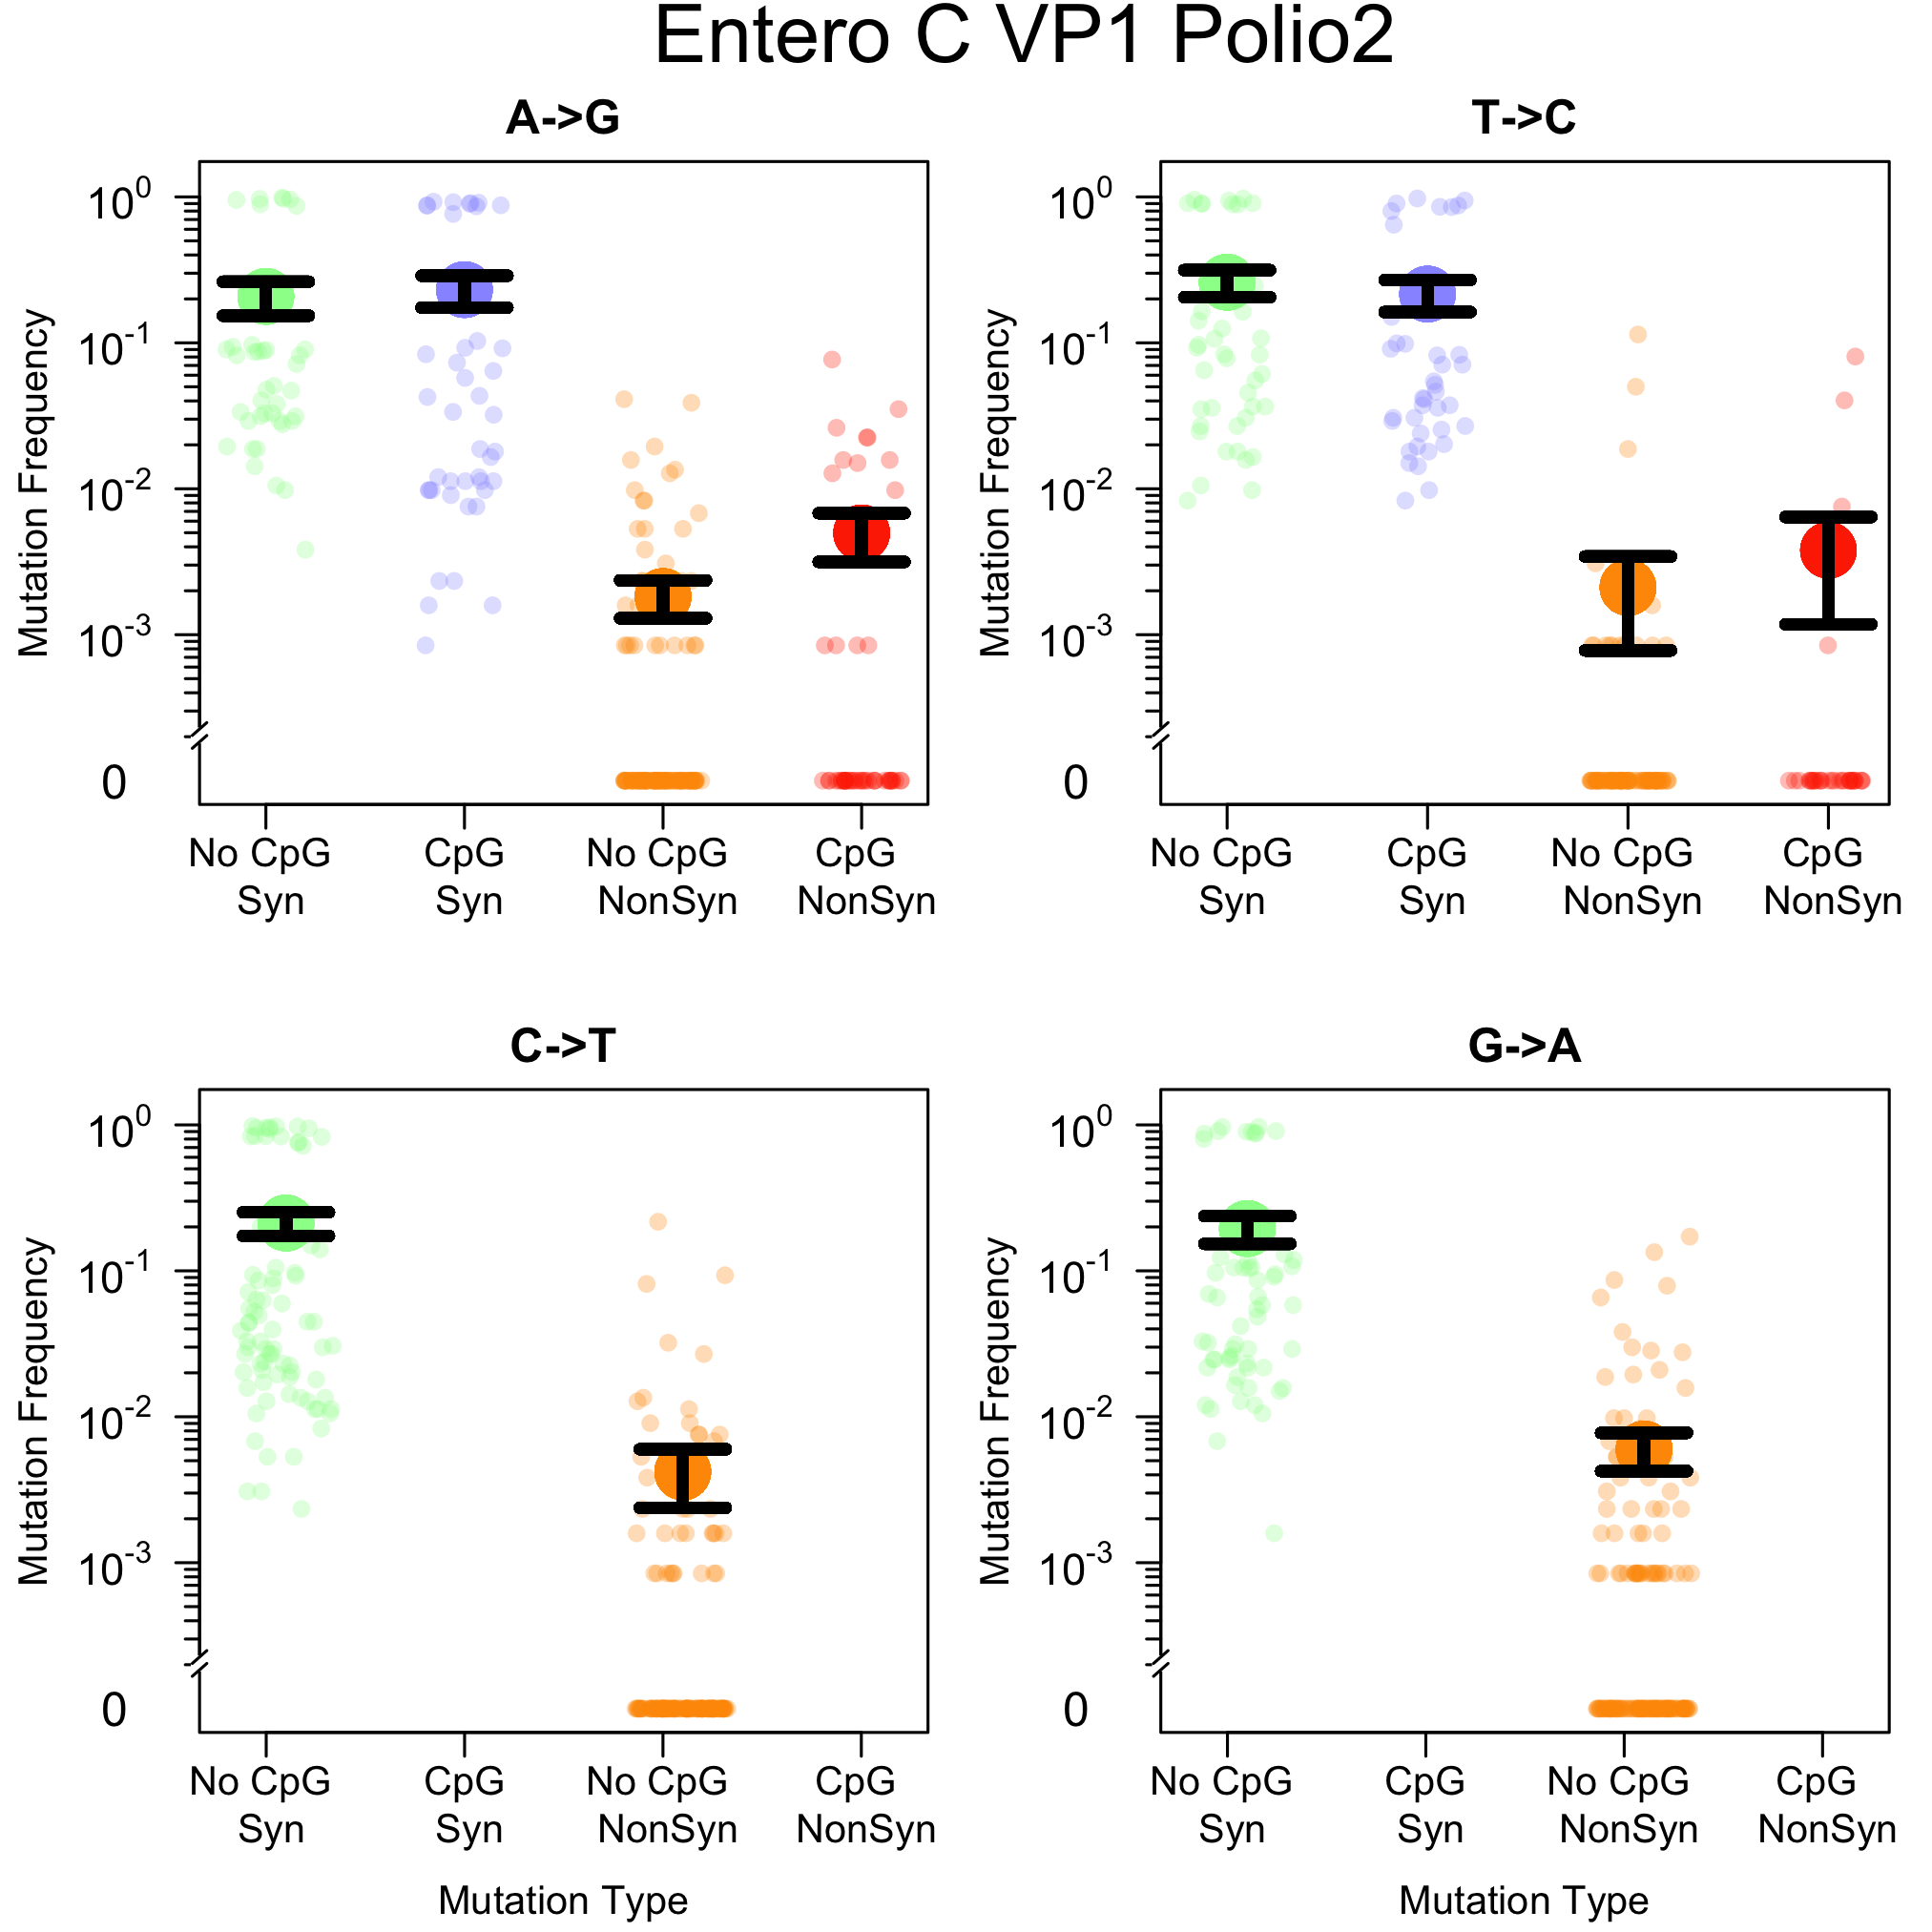 Entero C VP1 Polio2
A->G
Mutation Frequency
10^0
10^-1
10^-2
10^-3
0
No CpG
Syn
CpG
Syn
No CpG
NonSyn
CpG
NonSyn
T->C
Mutation Frequency
10^0
10^-1
10^-2
10^-3
0
No CpG
Syn
CpG
Syn
No CpG
NonSyn
CpG
NonSyn
C->T
Mutation Frequency
10^0
10^-1
10^-2
10^-3
0
No CpG
Syn
CpG
Syn
No CpG
NonSyn
CpG
NonSyn
Mutation Type
G->A
Mutation Frequency
10^0
10^-1
10^-2
10^-3
0
No CpG
Syn
CpG
Syn
No CpG
NonSyn
CpG
NonSyn
Mutation Type